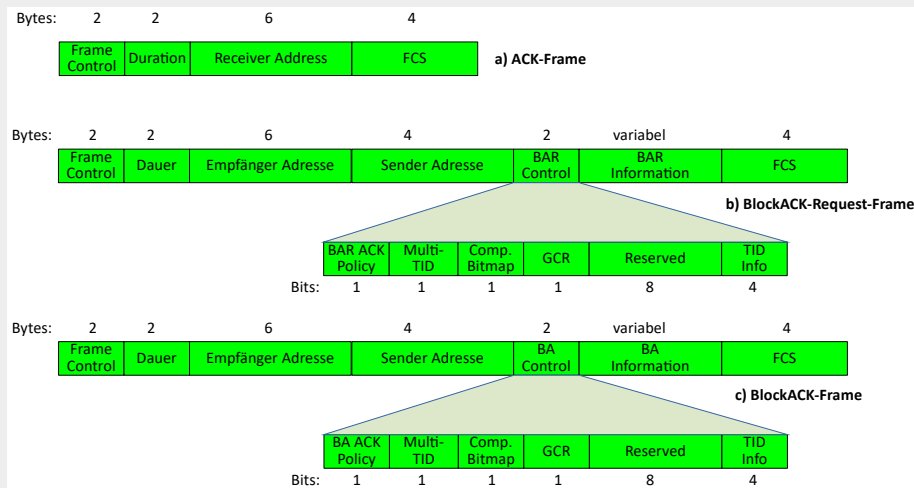 Bytes: 2 2 6 4
Frame Control Duration Receiver Address FCS
a) ACK-Frame
Bytes: 2 2 6 4 2 variabel 4
Frame Control Dauer Empfänger Adresse Sender Adresse BAR Control BAR Information FCS
b) BlockACK-Request-Frame
BAR ACK Policy Multi-TID Comp. Bitmap GCR Reserved TID Info
Bits: 1 1 1 1 8 4
Bytes: 2 2 6 4 2 variabel 4
Frame Control Dauer Empfänger Adresse Sender Adresse BA Control BA Information FCS
c) BlockACK-Frame
BA ACK Policy Multi-TID Comp. Bitmap GCR Reserved TID Info
Bits: 1 1 1 1 8 4